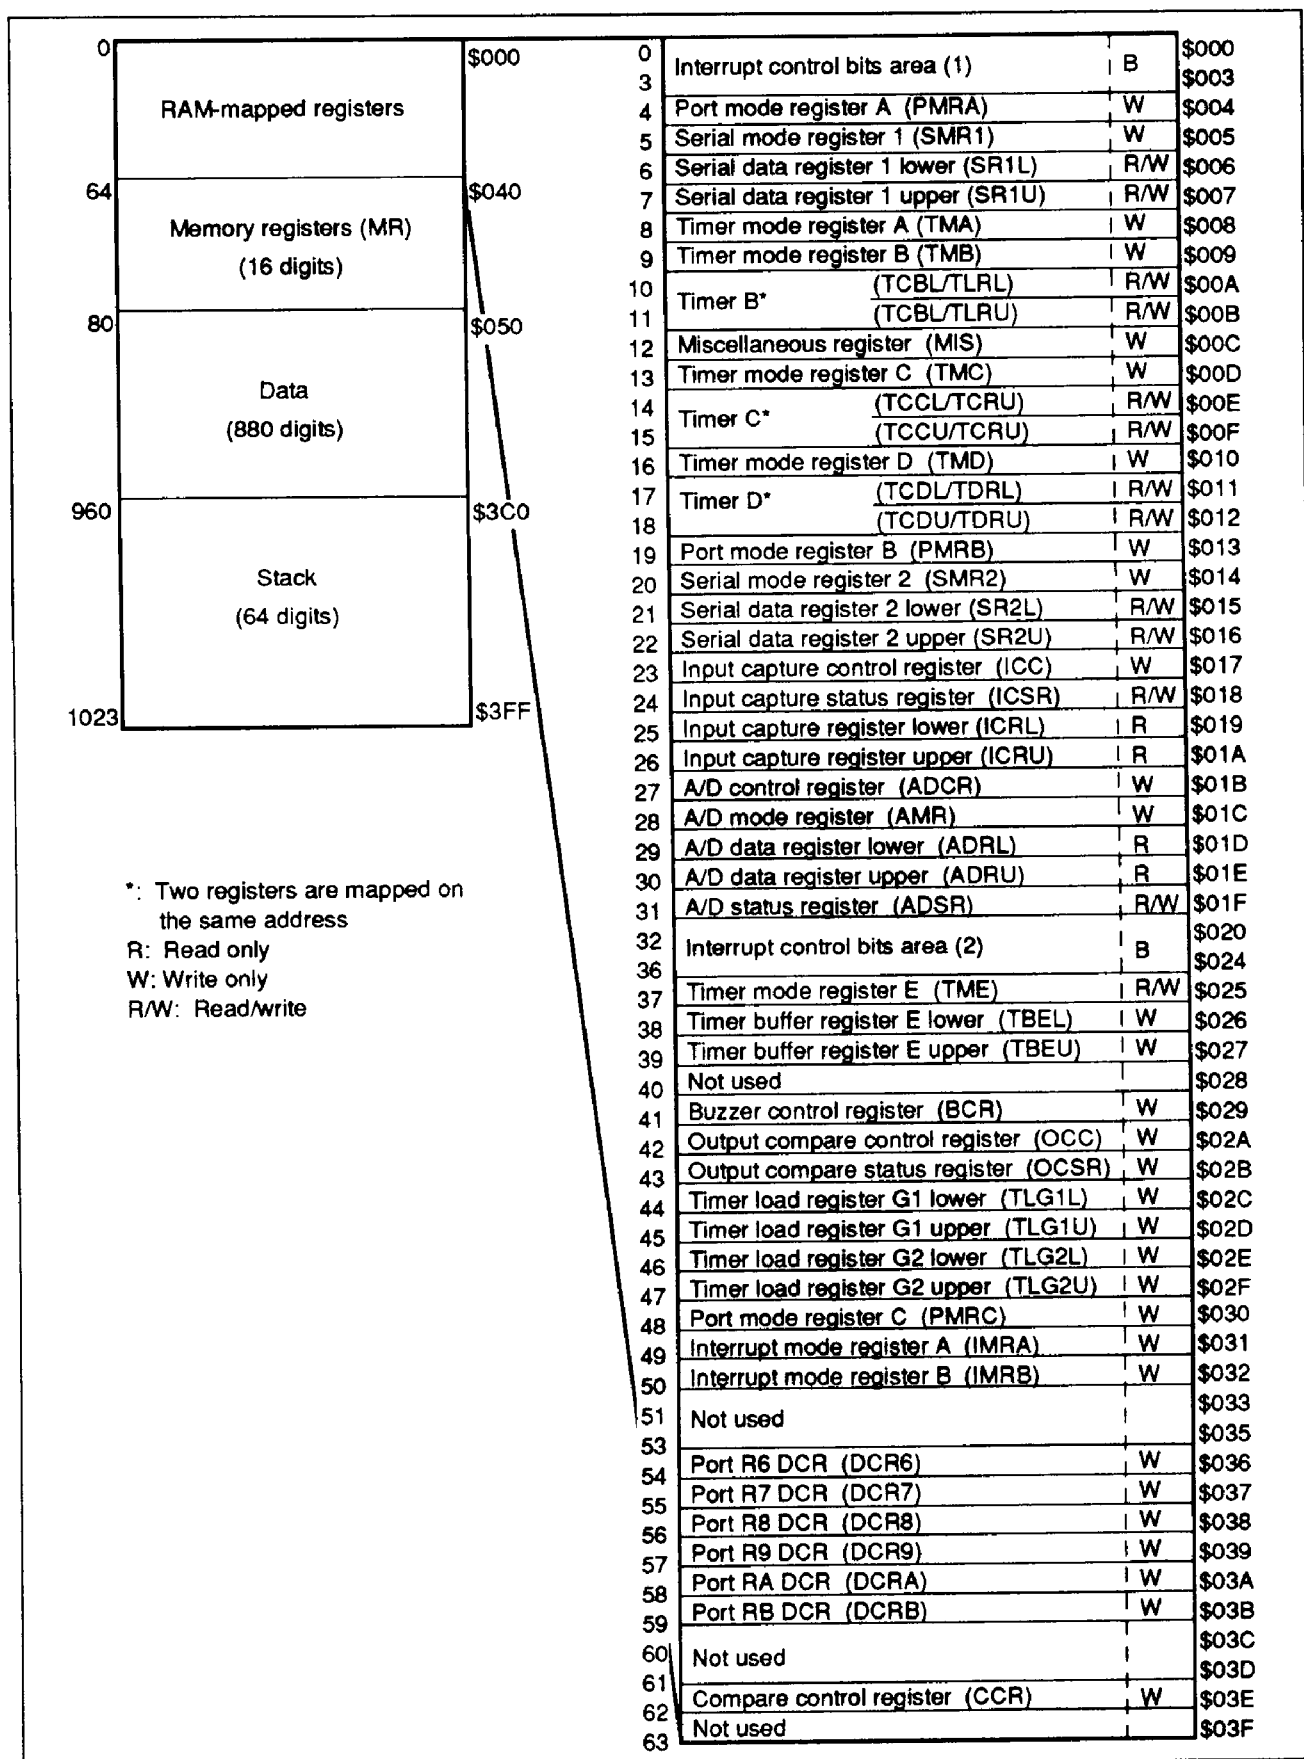 0 $000
RAM-mapped registers
64 $040
Memory registers (MR)
(16 digits)
80 $050
Data
(880 digits)
960 $3C0
Stack
(64 digits)
1023 $3FF
*: Two registers are mapped on
the same address
R: Read only
W: Write only
R/W: Read/write
0 $000
Interrupt control bits area (1) B
3 $003
4 Port mode register A (PMRA) W $004
5 Serial mode register 1 (SMR1) W $005
6 Serial data register 1 lower (SR1L) R/W $006
7 Serial data register 1 upper (SR1U) R/W $007
8 Timer mode register A (TMA) W $008
9 Timer mode register B (TMB) W $009
10 (TCBL/TLRL) R/W $00A
Timer B*
11 (TCBL/TLRU) R/W $00B
12 Miscellaneous register (MIS) W $00C
13 Timer mode register C (TMC) W $00D
14 (TCCL/TCRU) R/W $00E
Timer C*
15 (TCCU/TCRU) R/W $00F
16 Timer mode register D (TMD) W $010
17 (TCDL/TDRL) R/W $011
Timer D*
18 (TCDU/TDRU) R/W $012
19 Port mode register B (PMRB) W $013
20 Serial mode register 2 (SMR2) W $014
21 Serial data register 2 lower (SR2L) R/W $015
22 Serial data register 2 upper (SR2U) R/W $016
23 Input capture control register (ICC) W $017
24 Input capture status register (ICSR) R/W $018
25 Input capture register lower (ICRL) R $019
26 Input capture register upper (ICRU) R $01A
27 A/D control register (ADCR) W $01B
28 A/D mode register (AMR) W $01C
29 A/D data register lower (ADRL) R $01D
30 A/D data register upper (ADRU) R $01E
31 A/D status register (ADSR) R/W $01F
32 $020
Interrupt control bits area (2) B
36 $024
37 Timer mode register E (TME) R/W $025
38 Timer buffer register E lower (TBEL) W $026
39 Timer buffer register E upper (TBEU) W $027
40 Not used $028
41 Buzzer control register (BCR) W $029
42 Output compare control register (OCC) W $02A
43 Output compare status register (OCSR) W $02B
44 Timer load register G1 lower (TLG1L) W $02C
45 Timer load register G1 upper (TLG1U) W $02D
46 Timer load register G2 lower (TLG2L) W $02E
47 Timer load register G2 upper (TLG2U) W $02F
48 Port mode register C (PMRC) W $030
49 Interrupt mode register A (IMRA) W $031
50 Interrupt mode register B (IMRB) W $032
51 $033
Not used
53 $035
54 Port R6 DCR (DCR6) W $036
55 Port R7 DCR (DCR7) W $037
56 Port R8 DCR (DCR8) W $038
57 Port R9 DCR (DCR9) W $039
58 Port RA DCR (DCRA) W $03A
59 Port RB DCR (DCRB) W $03B
60 $03C
Not used
61 $03D
62 Compare control register (CCR) W $03E
63 Not used $03F